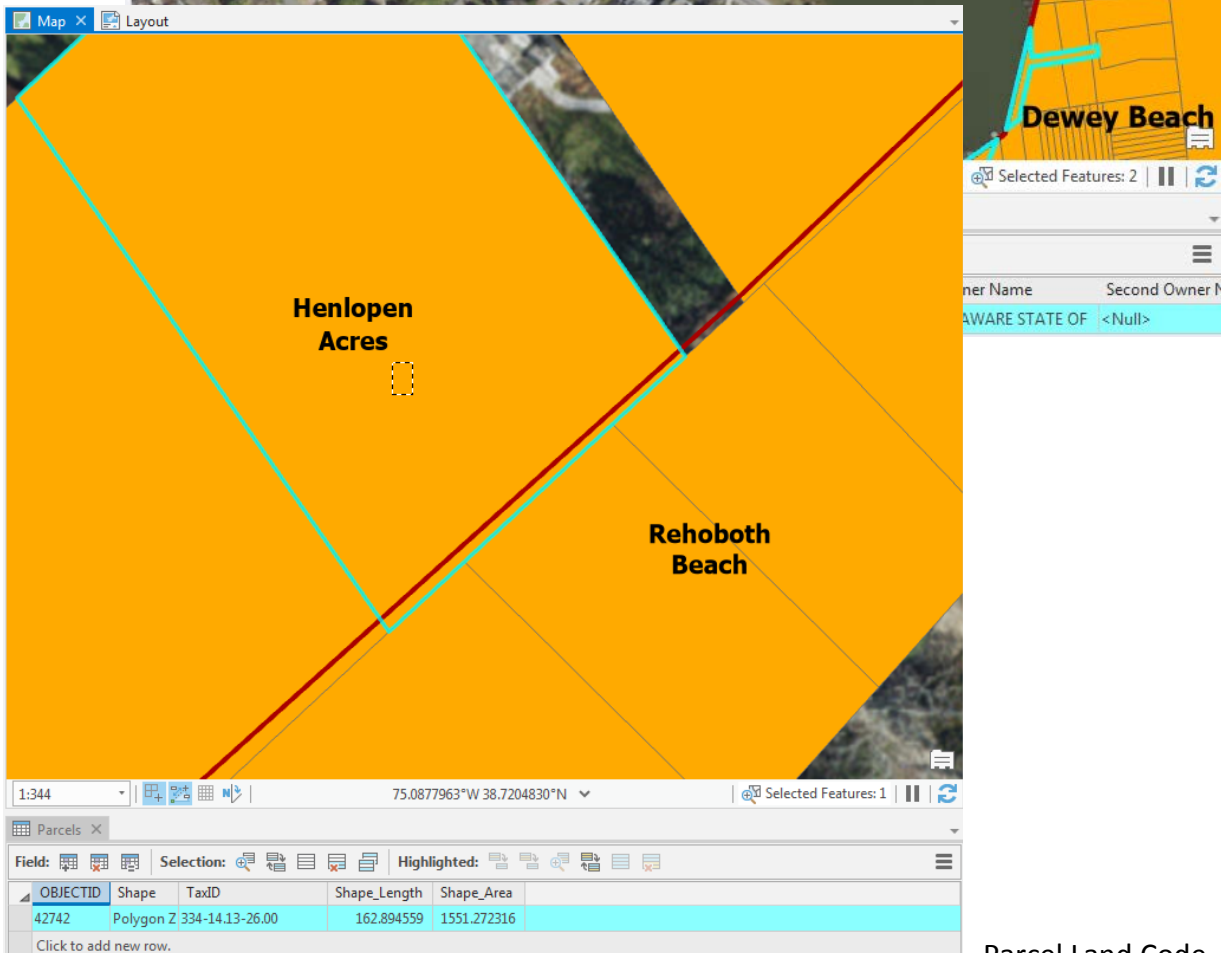 Map
Layout
Henlopen
Acres
Rehoboth
Beach
Dewey Beach
Selected Features: 2
ner Name Second Owner N
AWARE STATE OF <Null>
1:344 75.0877963°W 38.7204830°N Selected Features: 1
Parcels
Field: Selection: Highlighted:
OBJECTID Shape TaxID Shape_Length Shape_Area
42742 Polygon Z 334-14.13-26.00 162.894559 1551.272316
Click to add new row.
Parcel Land Code